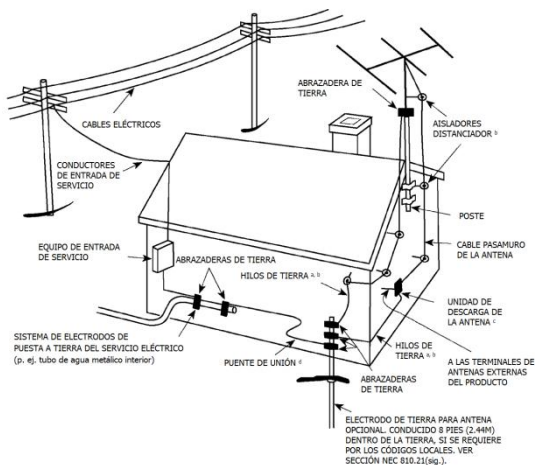 ABRAZADERA DE
TIERRA
AISLADORES
DISTANCIADOR b
CABLES ELÉCTRICOS
CONDUCTORES
DE ENTRADA DE
SERVICIO
POSTE
CABLE PASAMURO
DE LA ANTENA
EQUIPO DE ENTRADA
DE SERVICIO
ABRAZADERAS DE TIERRA
HILOS DE TIERRA a, b
UNIDAD DE
DESCARGA DE
LA ANTENA c
SISTEMA DE ELECTRODOS DE
PUESTA A TIERRA DEL SERVICIO ELÉCTRICO
(p. ej. tubo de agua metálico interior)
PUENTE DE UNIÓN d
HILOS DE
TIERRA a, b
A LAS TERMINALES DE
ANTENAS EXTERNAS
DEL PRODUCTO
ABRAZADERAS
DE TIERRA
ELECTRODO DE TIERRA PARA ANTENA
OPCIONAL. CONDUCIDO 8 PIES (2.44M)
DENTRO DE LA TIERRA, SI SE REQUIERE
POR LOS CÓDIGOS LOCALES. VER
SECCIÓN NEC 810.21(sig.).